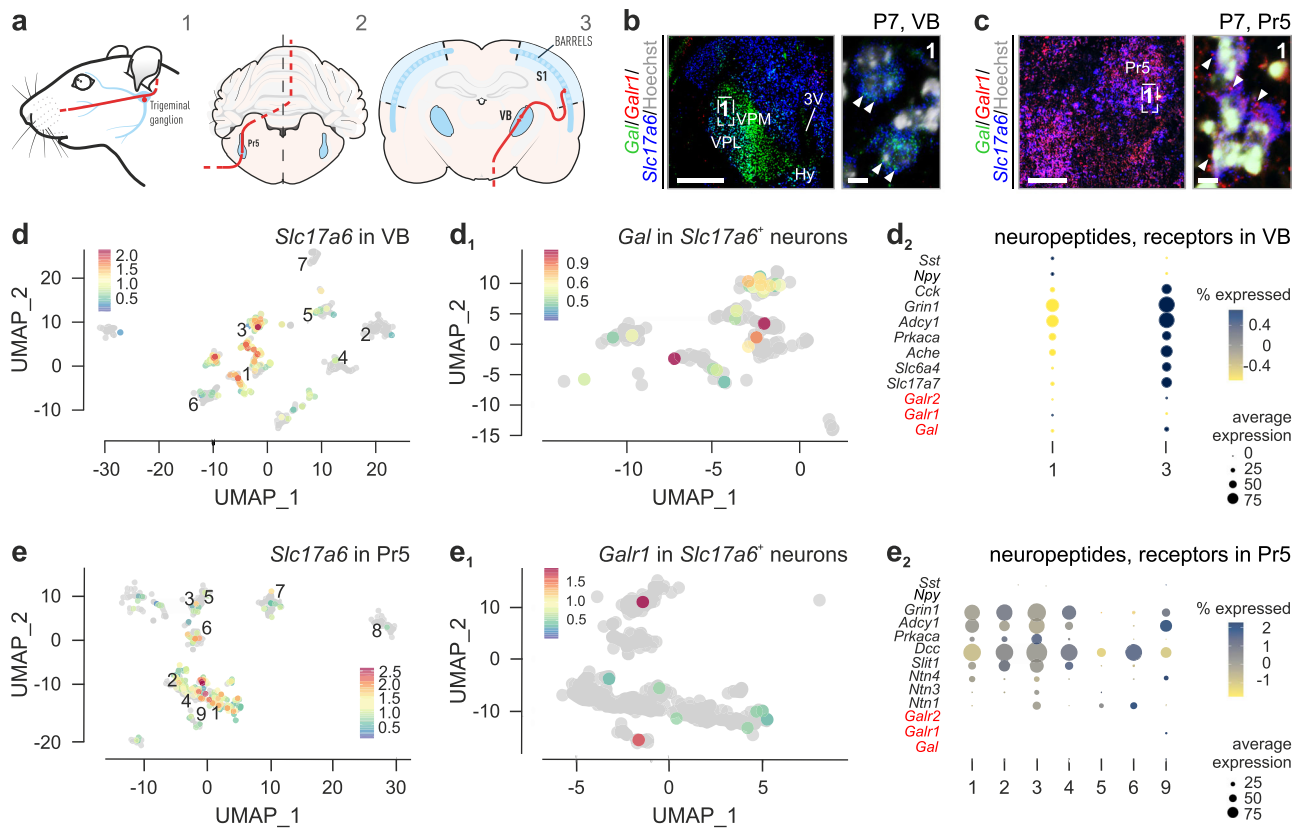 a
1
2
3
Trigeminal
ganglion
Pr5
BARRELS
S1
VB
b
P7, VB
Gal/Galr1/
Slc17a6/Hoechst
1
VPM
VPL
3V
Hy
1
c
P7, Pr5
Gal/Galr1/
Slc17a6/Hoechst
Pr5
1
1
d
Slc17a6 in VB
2.0
1.5
1.0
0.5
UMAP_2
20
10
0
-10
7
5
3
2
4
1
6
-30
-20
-10
0
10
20
UMAP_1
d1
Gal in Slc17a6+ neurons
0.9
0.6
0.5
UMAP_2
10
5
0
-5
-10
-15
-10
-5
0
UMAP_1
d2
neuropeptides, receptors in VB
Sst
Npy
Cck
Grin1
Adcy1
Prkaca
Ache
Slc6a4
Slc17a7
Galr2
Galr1
Gal
1
3
% expressed
0.4
0
-0.4
average
expression
0
25
50
75
e
Slc17a6 in Pr5
UMAP_2
10
0
-10
-20
3
5
7
6
8
2
4
9
1
2.5
2.0
1.5
1.0
0.5
-10
0
10
20
30
UMAP_1
e1
Galr1 in Slc17a6+ neurons
1.5
1.0
0.5
UMAP_2
10
0
-10
-5
0
5
UMAP_1
e2
neuropeptides, receptors in Pr5
Sst
Npy
Grin1
Adcy1
Prkaca
Dcc
Slit1
Ntn4
Ntn3
Ntn1
Galr2
Galr1
Gal
1
2
3
4
5
6
9
% expressed
2
1
0
-1
average
expression
25
50
75